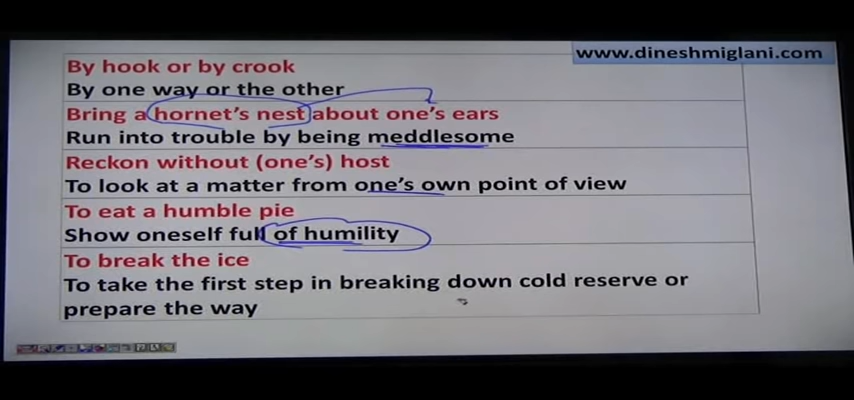 www.dineshmiglani.com
By hook or by crook
By one way or the other
Bring a hornet's nest about one's ears
Run into trouble by being meddlesome
Reckon without (one's) host
To look at a matter from one's own point of view
To eat a humble pie
Show oneself full of humility
To break the ice
To take the first step in breaking down cold reserve or
prepare the way